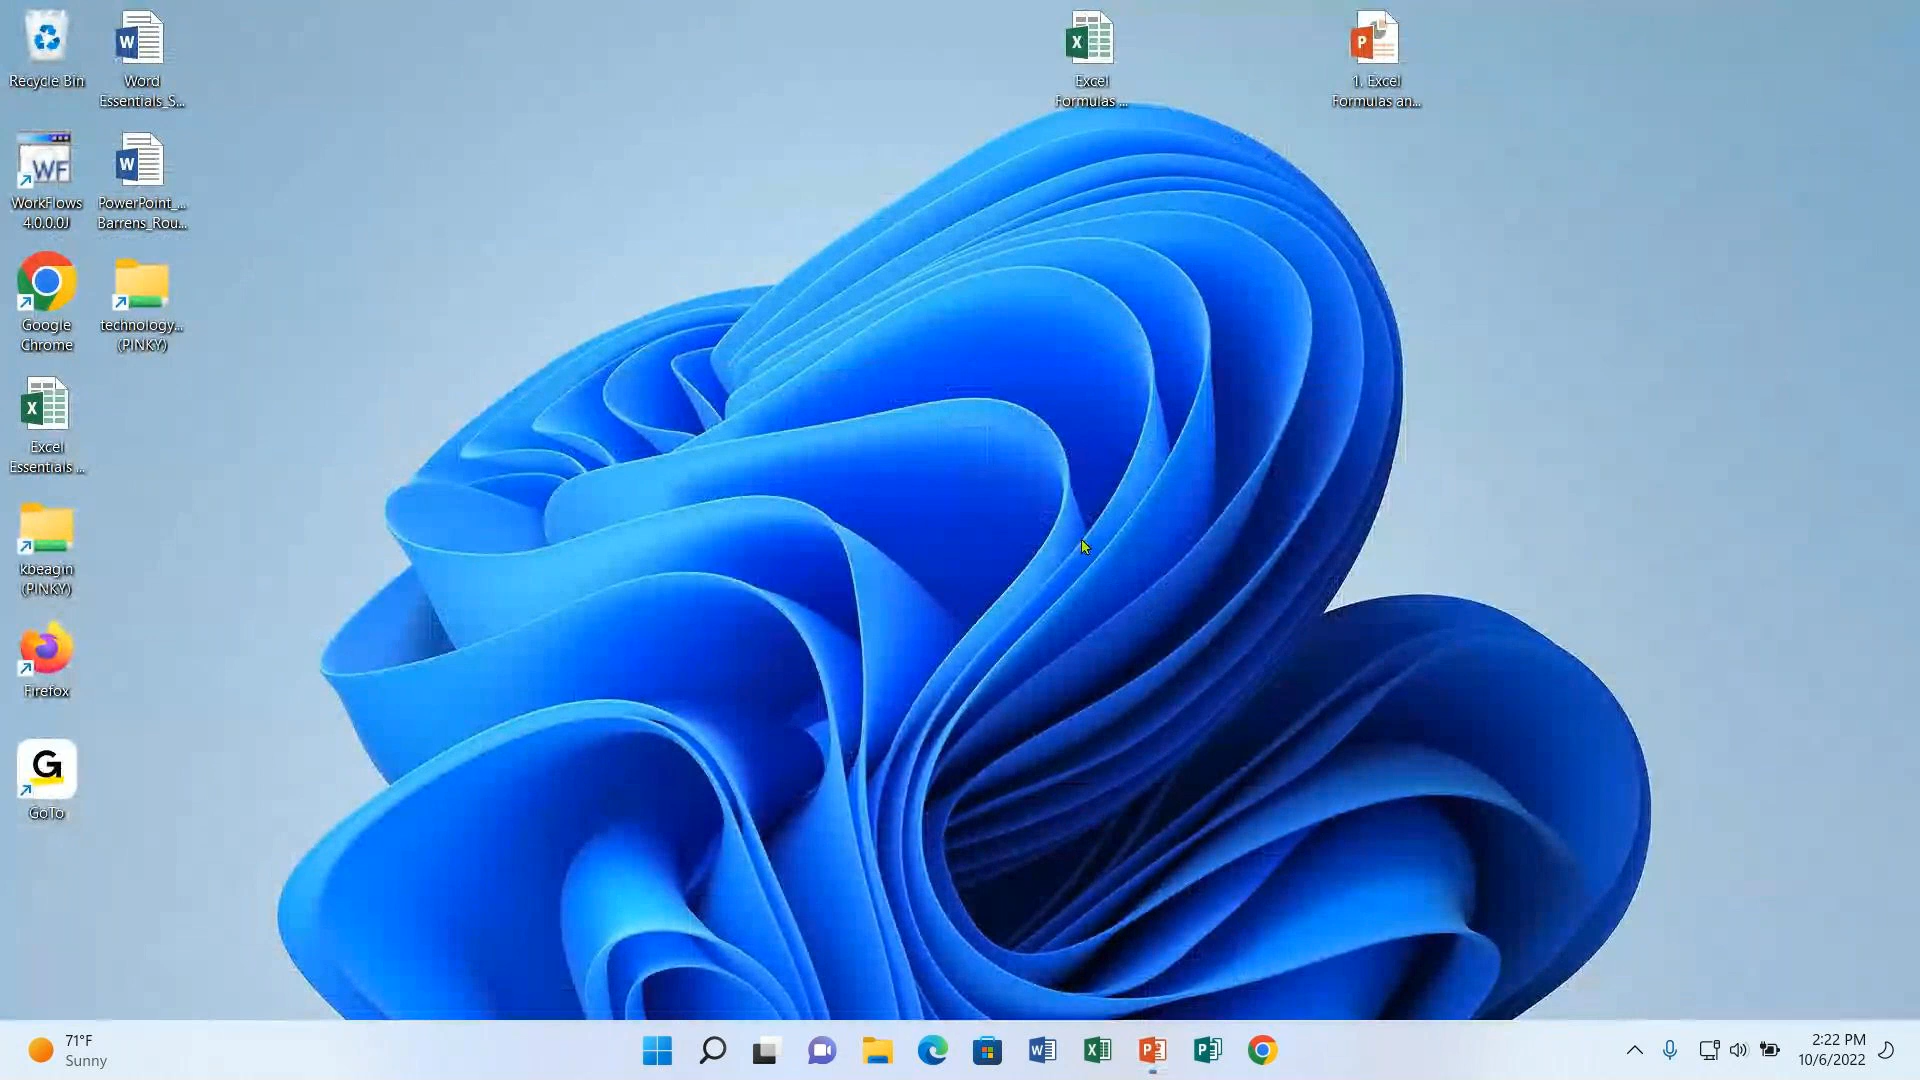 Recycle Bin
Word
Essentials_S...
Excel
Formulas ...
1. Excel
Formulas an...
WorkFlows
4.0.0.0J
PowerPoint_...
Barrens_Rou...
Google
Chrome
technology...
(PINKY)
Excel
Essentials ...
kbeagin
(PINKY)
Firefox
GoTo
71°F
Sunny
2:22 PM
10/6/2022